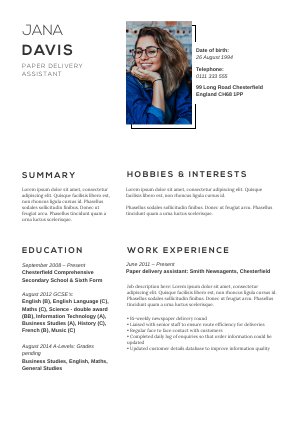 JANA
DAVIS
PAPER DELIVERY
ASSISTANT
Date of birth:
26 August 1994
Telephone:
0111 333 555
99 Long Road Chesterfield
England CH68 1PP
SUMMARY
Lorem ipsum dolor sit amet, consectetur
adipiscing elit. Quisque facilisis enim erat,
non rhoncus ligula cursus id. Phasellus
sodales sollicitudin finibus. Donec ut
feugiat arcu. Phasellus tincidunt quam a
urna luctus scelerisque.
HOBBIES & INTERESTS
Lorem ipsum dolor sit amet, consectetur adipiscing elit. Quisque
facilisis enim erat, non rhoncus ligula cursus id.
Phasellus sodales sollicitudin finibus. Donec ut feugiat arcu. Phasellus
tincidunt quam a urna luctus scelerisque.
EDUCATION
September 2008 – Present
Chesterfield Comprehensive
Secondary School & Sixth Form
August 2012 GCSE's:
English (B), English Language (C),
Maths (C), Science - double award
(BB), Information Technology (A),
Business Studies (A), History (C),
French (B), Music (C)
August 2014 A-Levels: Grades
pending
Business Studies, English, Maths,
General Studies
WORK EXPERIENCE
June 2011 – Present
Paper delivery assistant: Smith Newsagents, Chesterfield
Job description here: Lorem ipsum dolor sit amet, consectetur
adipiscing elit. Quisque facilisis enim erat, non rhoncus ligula
cursus id. Phasellus sodales sollicitudin finibus. Donec ut
feugiat arcu. Phasellus tincidunt quam a urna luctus scelerisque.
• Bi-weekly newspaper delivery round
• Liaised with senior staff to ensure route efficiency for deliveries
• Regular face to face contact with customers
• Completed daily log of enquiries so that order information could be
updated
• Updated customer details database to improve information quality